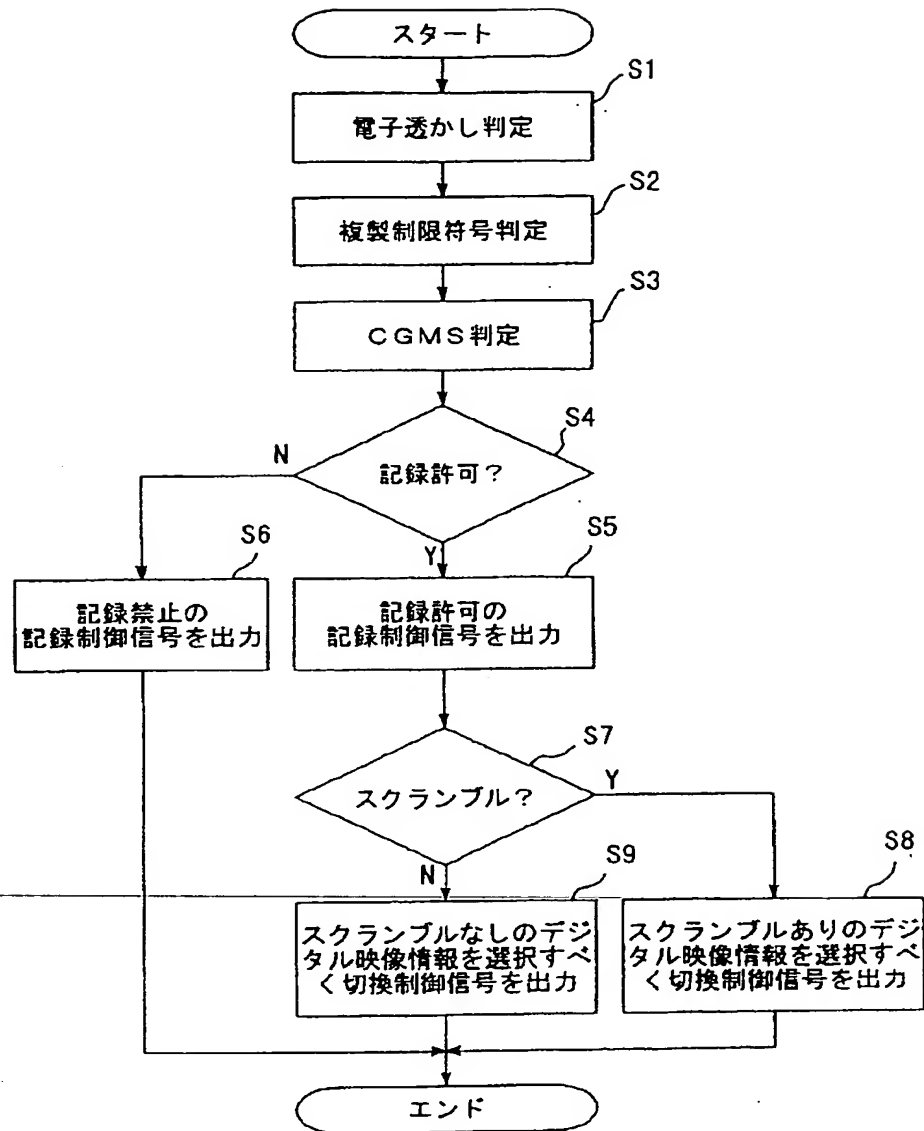 スタート
S1
電子透かし判定
S2
複製制限符号判定
S3
CGMS判定
S4
N
記録許可?
S6
Y
S5
記録禁止の
記録制御信号を出力
記録許可の
記録制御信号を出力
S7
スクランブル?
Y
N
S9
S8
スクランブルなしのデジ
タル映像情報を選択すべ
く切換制御信号を出力
スクランブルありのデジ
タル映像情報を選択すべ
く切換制御信号を出力
エンド